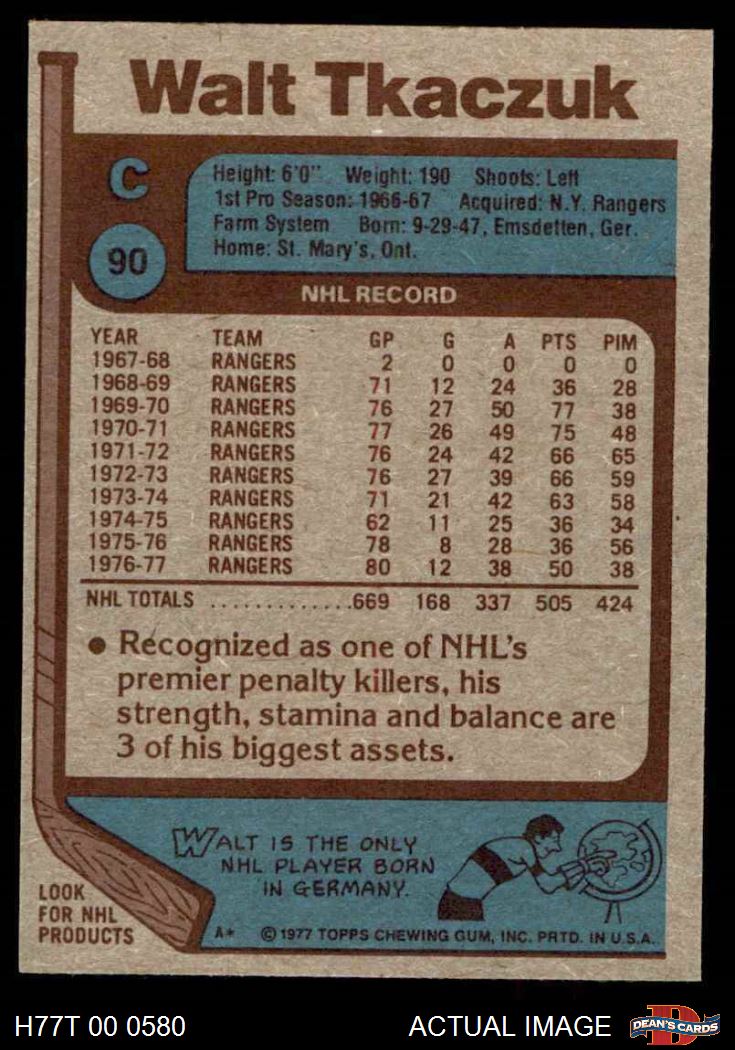 Walt Tkaczuk
C
90
Height: 6'0" Weight: 190 Shoots: Left
1st Pro Season: 1966-67 Acquired: N.Y. Rangers
Farm System Born: 9-29-47, Emsdetten, Ger.
Home: St. Mary's, Ont.
NHL RECORD
YEAR TEAM GP G A PTS PIM
1967-68 RANGERS 2 0 0 0 0
1968-69 RANGERS 71 12 24 36 28
1969-70 RANGERS 76 27 50 77 38
1970-71 RANGERS 77 26 49 75 48
1971-72 RANGERS 76 24 42 66 65
1972-73 RANGERS 76 27 39 66 59
1973-74 RANGERS 71 21 42 63 58
1974-75 RANGERS 62 11 25 36 34
1975-76 RANGERS 78 8 28 36 56
1976-77 RANGERS 80 12 38 50 38
NHL TOTALS .............669 168 337 505 424
● Recognized as one of NHL's
premier penalty killers, his
strength, stamina and balance are
3 of his biggest assets.
WALT IS THE ONLY
NHL PLAYER BORN
IN GERMANY.
LOOK
FOR NHL
PRODUCTS
A* © 1977 TOPPS CHEWING GUM, INC. PRTD. IN U.S.A.
H77T 00 0580 ACTUAL IMAGE
D
DEAN'S CARDS